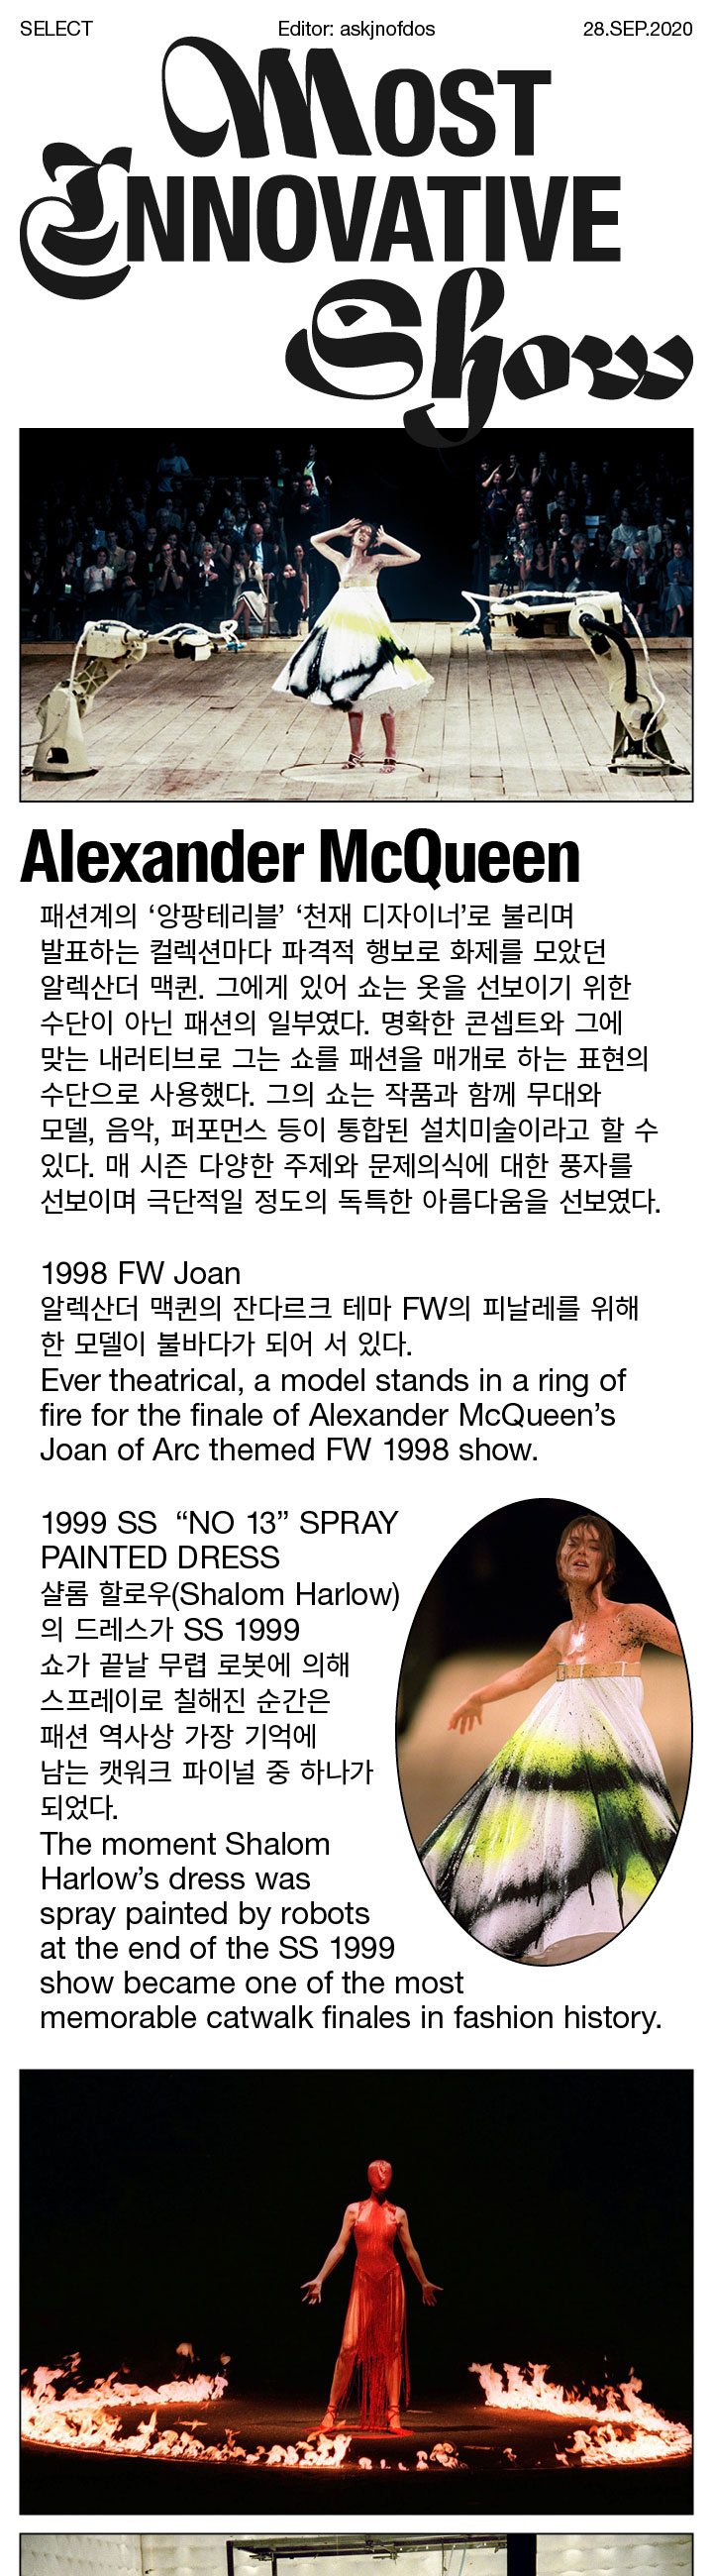 SELECT
Editor: askjnofdos
28.SEP.2020
MOST
INNOVATIVE
Show
Alexander McQueen
패션계의 ‘앙팡테리블’ ‘천재 디자이너’로 불리며
발표하는 컬렉션마다 파격적 행보로 화제를 모았던
알렉산더 맥퀸. 그에게 있어 쇼는 옷을 선보이기 위한
수단이 아닌 패션의 일부였다. 명확한 콘셉트와 그에
맞는 내러티브로 그는 쇼를 패션을 매개로 하는 표현의
수단으로 사용했다. 그의 쇼는 작품과 함께 무대와
모델, 음악, 퍼포먼스 등이 통합된 설치미술이라고 할 수
있다. 매 시즌 다양한 주제와 문제의식에 대한 풍자를
선보이며 극단적일 정도의 독특한 아름다움을 선보였다.
1998 FW Joan
알렉산더 맥퀸의 잔다르크 테마 FW의 피날레를 위해
한 모델이 불바다가 되어 서 있다.
Ever theatrical, a model stands in a ring of
fire for the finale of Alexander McQueen’s
Joan of Arc themed FW 1998 show.
1999 SS “NO 13” SPRAY
PAINTED DRESS
샬롬 할로우(Shalom Harlow)
의 드레스가 SS 1999
쇼가 끝날 무렵 로봇에 의해
스프레이로 칠해진 순간은
패션 역사상 가장 기억에
남는 캣워크 파이널 중 하나가
되었다.
The moment Shalom
Harlow’s dress was
spray painted by robots
at the end of the SS 1999
show became one of the most
memorable catwalk finales in fashion history.